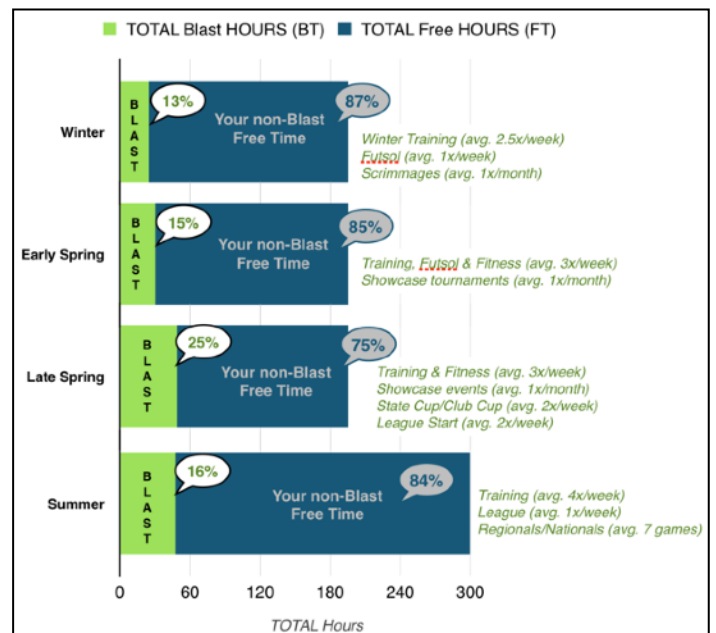 TOTAL Blast HOURS (BT) TOTAL Free HOURS (FT)
Winter
BLAST
13%
Your non-Blast
Free Time
87%
Winter Training (avg. 2.5x/week)
Futsol (avg. 1x/week)
Scrimmages (avg. 1x/month)
Early Spring
BLAST
15%
Your non-Blast
Free Time
85%
Training, Futsol & Fitness (avg. 3x/week)
Showcase tournaments (avg. 1x/month)
Late Spring
BLAST
25%
Your non-Blast
Free Time
75%
Training & Fitness (avg. 3x/week)
Showcase events (avg. 1x/month)
State Cup/Club Cup (avg. 2x/week)
League Start (avg. 2x/week)
Summer
BLAST
16%
Your non-Blast
Free Time
84%
Training (avg. 4x/week)
League (avg. 1x/week)
Regionals/Nationals (avg. 7 games)
0 60 120 180 240 300
TOTAL Hours